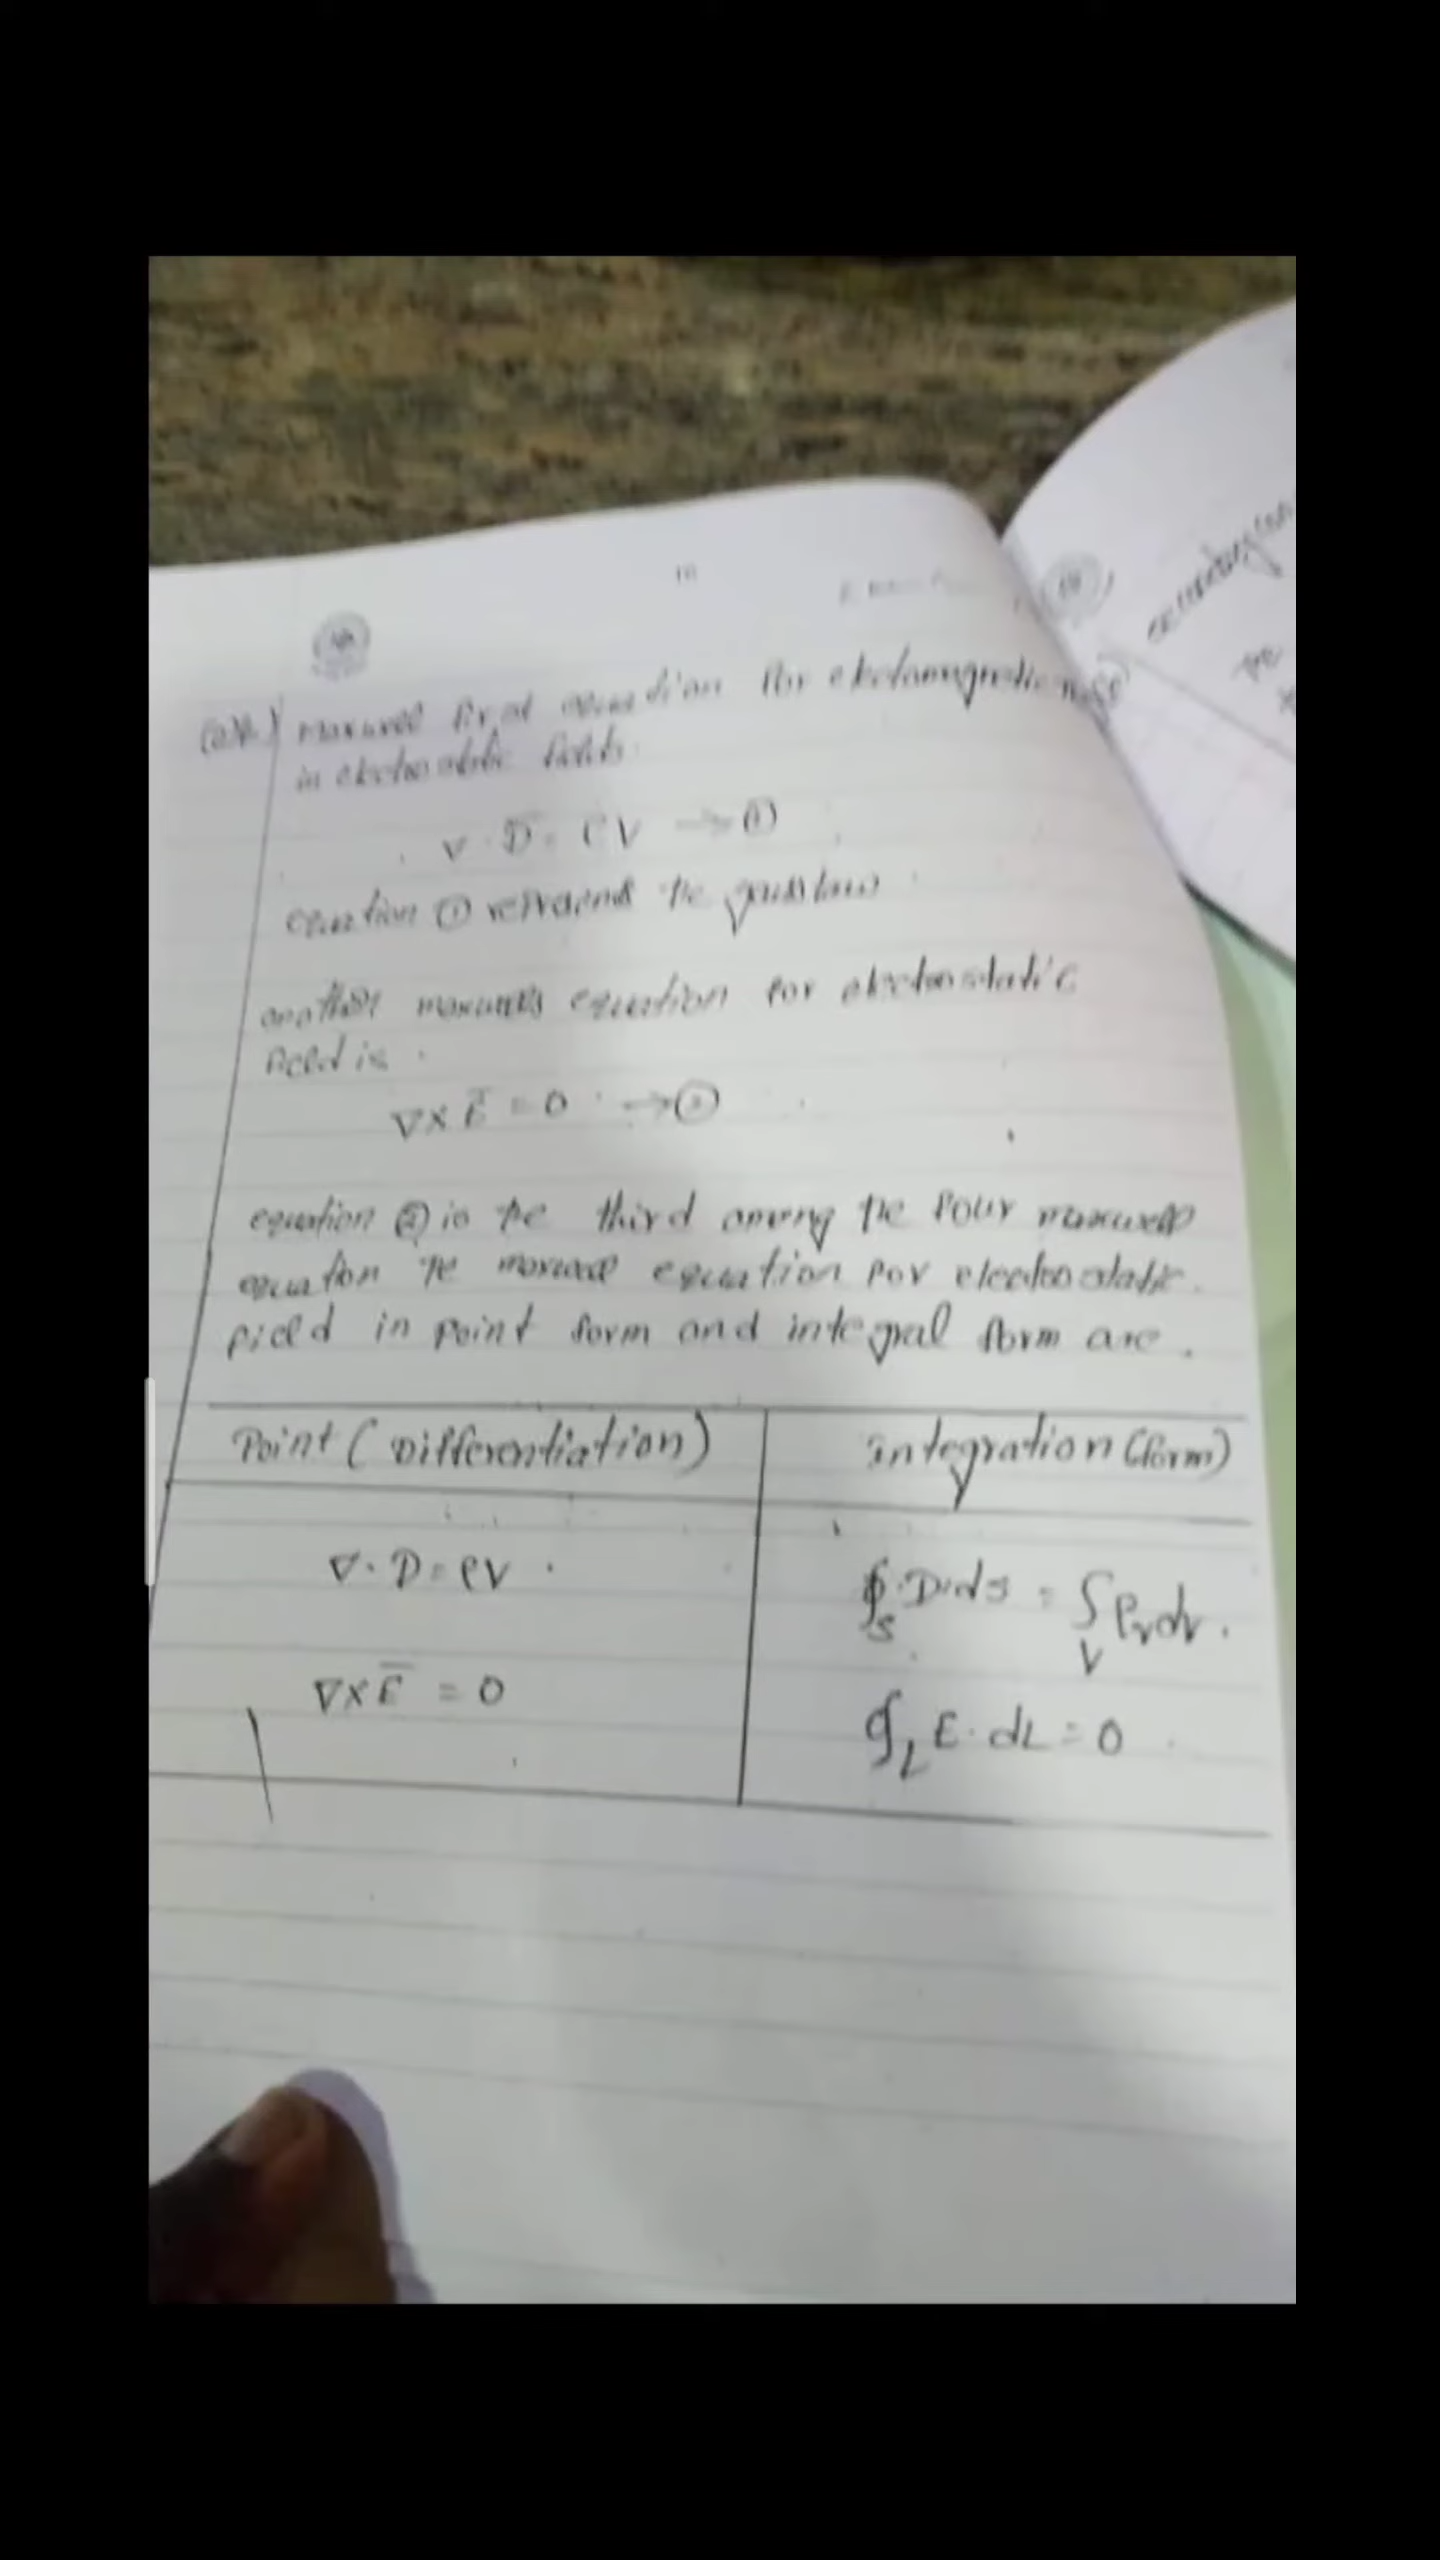 maxwell first equation for electromagnetic
in electrostatic fields.
∇ · D̅ = ρv → ①
equation ① represents the gauss law
another maxwell's equation for electrostatic
field is.
∇ × E̅ = 0 → ②
equation ② is the third among the four maxwell
equation The maxwell equation for electrostatic
field in point form and integral form are.
Point (Differentiation)
integration (form)
∇ · D = ρv
∮s D·ds = ∫v ρv dv.
∇ × E̅ = 0
∮L E · dL = 0